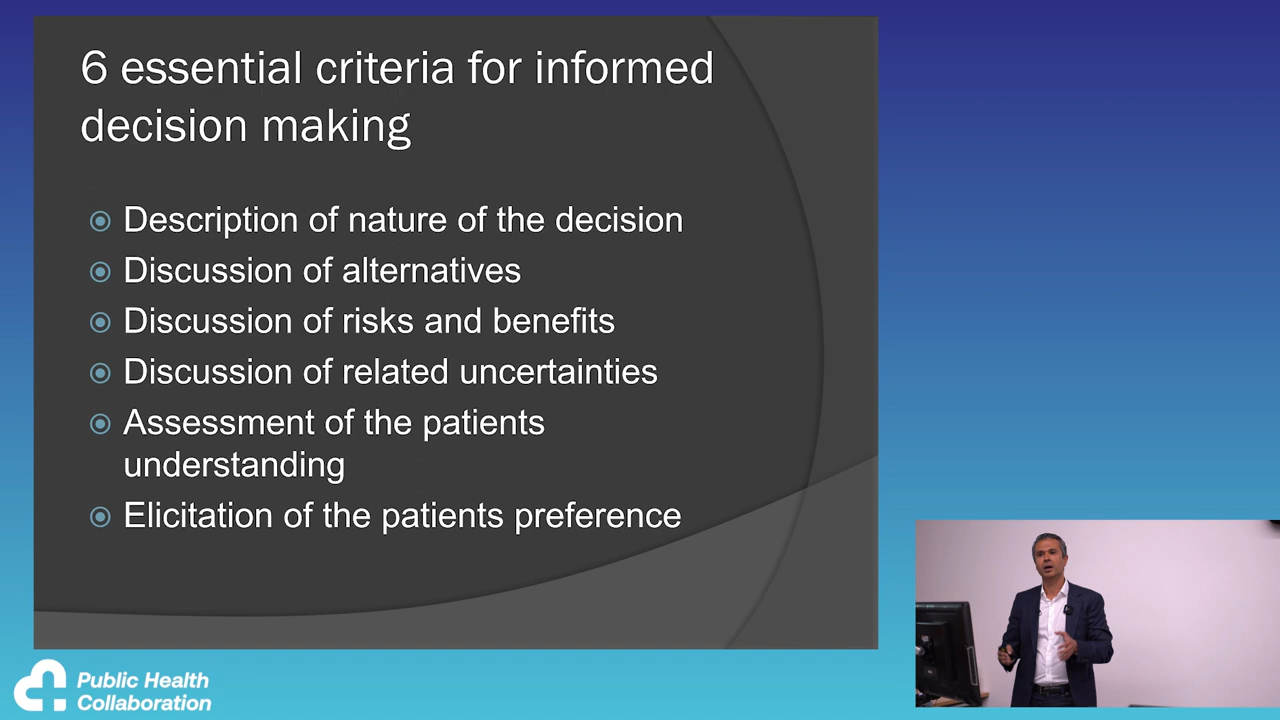 6 essential criteria for informed
decision making
Description of nature of the decision
Discussion of alternatives
Discussion of risks and benefits
Discussion of related uncertainties
Assessment of the patients
understanding
Elicitation of the patients preference
Public Health
Collaboration